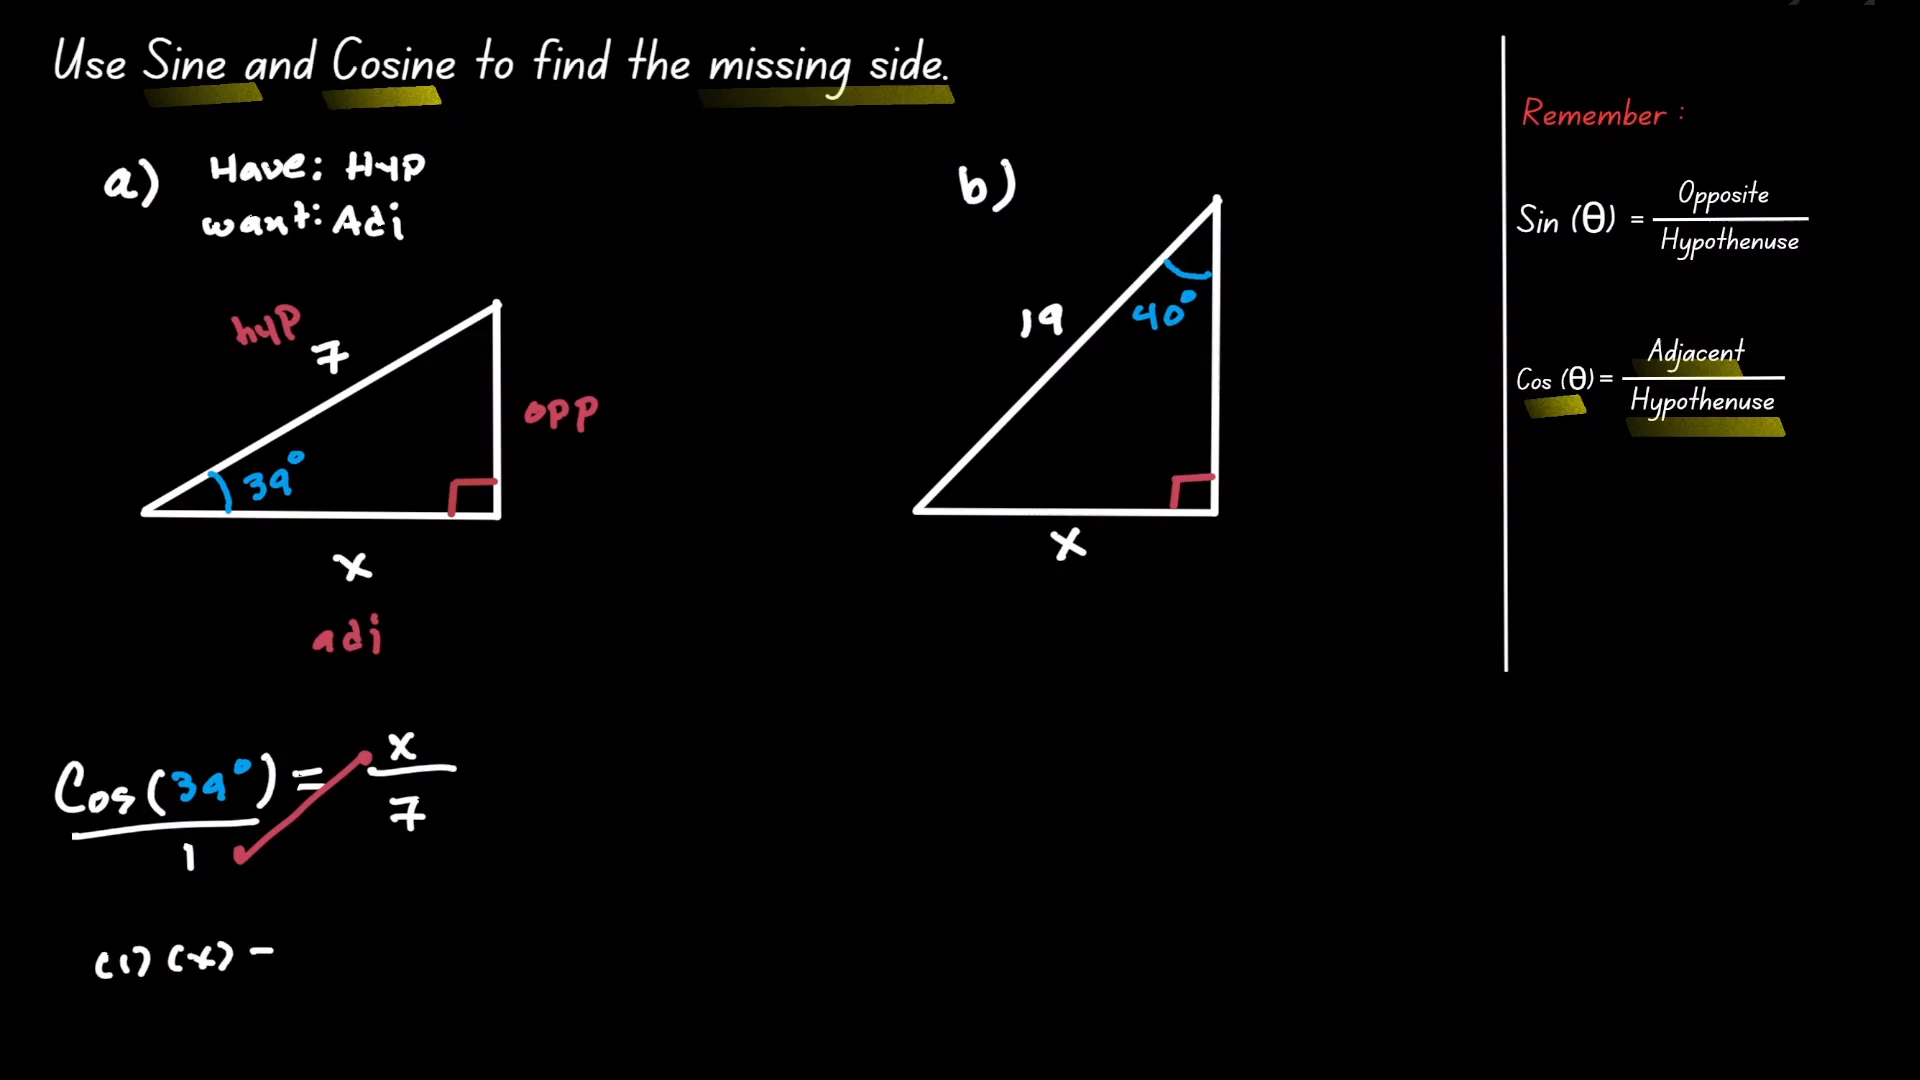 Use Sine and Cosine to find the missing side.
a) Have: Hyp
want: Adj
hyp
7
opp
39°
x
adj
Cos(39°) = x/7
1
(1) (x) -
b)
19
40°
x
Remember :
Sin (θ) = Opposite
Hypothenuse
Cos (θ) = Adjacent
Hypothenuse